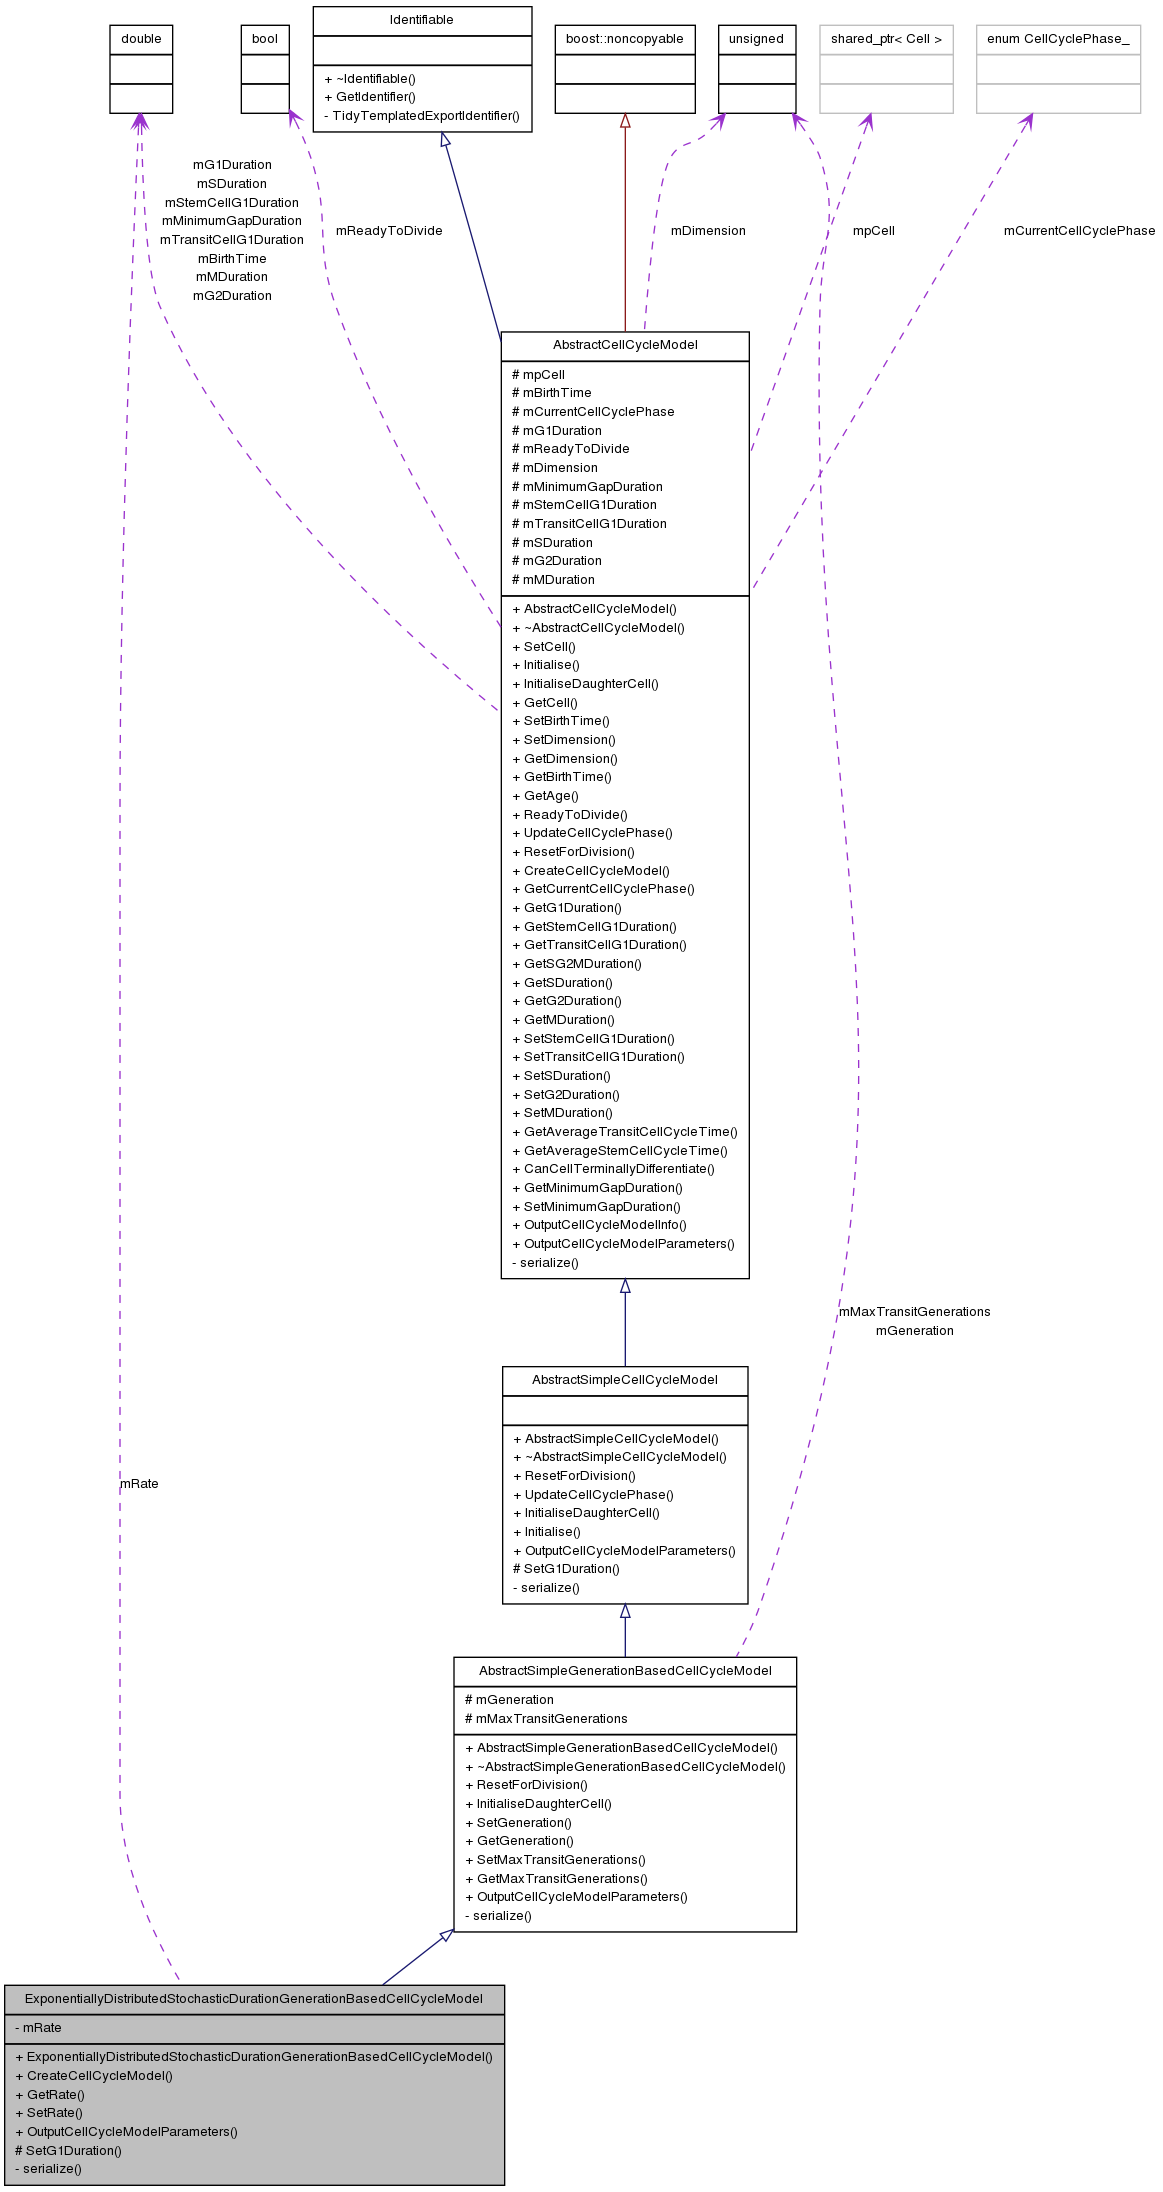 double
bool
Identifiable
+ ~Identifiable()
+ GetIdentifier()
- TidyTemplatedExportIdentifier()
boost::noncopyable
unsigned
shared_ptr< Cell >
enum CellCyclePhase_
mG1Duration
mSDuration
mStemCellG1Duration
mMinimumGapDuration
mTransitCellG1Duration
mBirthTime
mMDuration
mG2Duration
mReadyToDivide
mDimension
mpCell
mCurrentCellCyclePhase
AbstractCellCycleModel
# mpCell
# mBirthTime
# mCurrentCellCyclePhase
# mG1Duration
# mReadyToDivide
# mDimension
# mMinimumGapDuration
# mStemCellG1Duration
# mTransitCellG1Duration
# mSDuration
# mG2Duration
# mMDuration
+ AbstractCellCycleModel()
+ ~AbstractCellCycleModel()
+ SetCell()
+ Initialise()
+ InitialiseDaughterCell()
+ GetCell()
+ SetBirthTime()
+ SetDimension()
+ GetDimension()
+ GetBirthTime()
+ GetAge()
+ ReadyToDivide()
+ UpdateCellCyclePhase()
+ ResetForDivision()
+ CreateCellCycleModel()
+ GetCurrentCellCyclePhase()
+ GetG1Duration()
+ GetStemCellG1Duration()
+ GetTransitCellG1Duration()
+ GetSG2MDuration()
+ GetSDuration()
+ GetG2Duration()
+ GetMDuration()
+ SetStemCellG1Duration()
+ SetTransitCellG1Duration()
+ SetSDuration()
+ SetG2Duration()
+ SetMDuration()
+ GetAverageTransitCellCycleTime()
+ GetAverageStemCellCycleTime()
+ CanCellTerminallyDifferentiate()
+ GetMinimumGapDuration()
+ SetMinimumGapDuration()
+ OutputCellCycleModelInfo()
+ OutputCellCycleModelParameters()
- serialize()
mMaxTransitGenerations
mGeneration
AbstractSimpleCellCycleModel
+ AbstractSimpleCellCycleModel()
+ ~AbstractSimpleCellCycleModel()
+ ResetForDivision()
+ UpdateCellCyclePhase()
+ InitialiseDaughterCell()
+ Initialise()
+ OutputCellCycleModelParameters()
# SetG1Duration()
- serialize()
mRate
AbstractSimpleGenerationBasedCellCycleModel
# mGeneration
# mMaxTransitGenerations
+ AbstractSimpleGenerationBasedCellCycleModel()
+ ~AbstractSimpleGenerationBasedCellCycleModel()
+ ResetForDivision()
+ InitialiseDaughterCell()
+ SetGeneration()
+ GetGeneration()
+ SetMaxTransitGenerations()
+ GetMaxTransitGenerations()
+ OutputCellCycleModelParameters()
- serialize()
ExponentiallyDistributedStochasticDurationGenerationBasedCellCycleModel
- mRate
+ ExponentiallyDistributedStochasticDurationGenerationBasedCellCycleModel()
+ CreateCellCycleModel()
+ GetRate()
+ SetRate()
+ OutputCellCycleModelParameters()
# SetG1Duration()
- serialize()